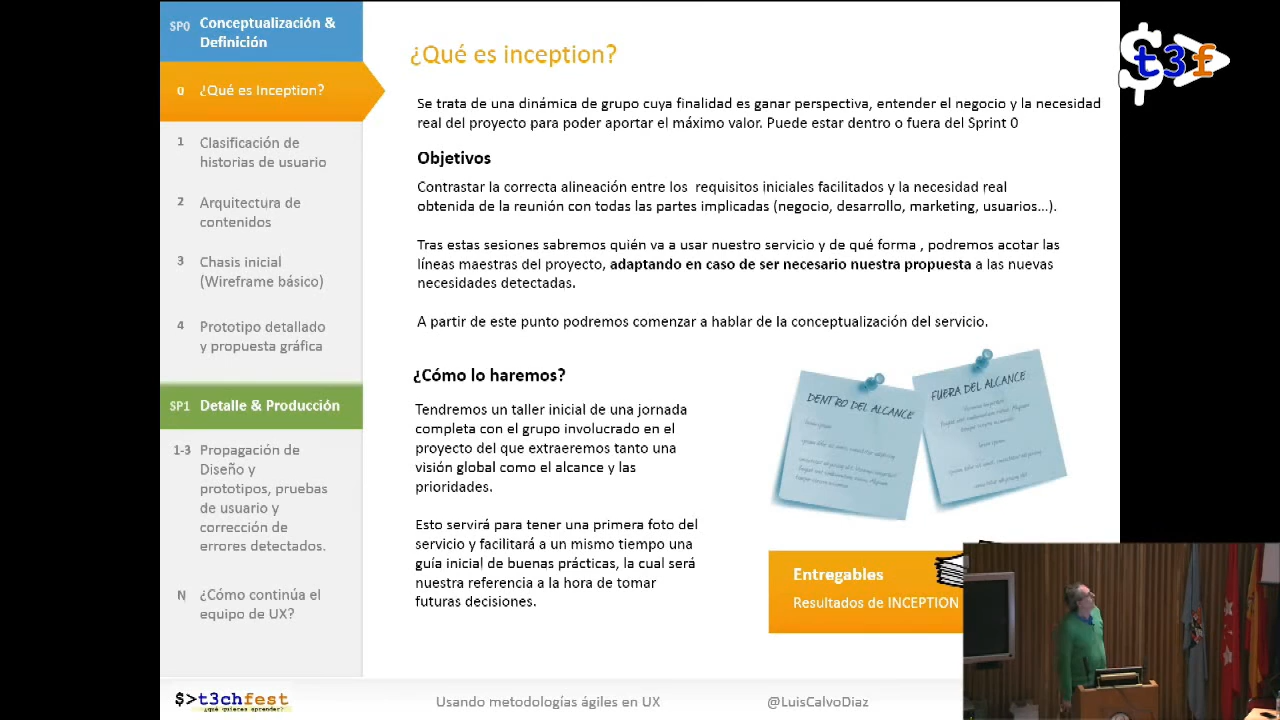 SP0 Conceptualización &
Definición
0 ¿Qué es Inception?
1 Clasificación de
historias de usuario
2 Arquitectura de
contenidos
3 Chasis inicial
(Wireframe básico)
4 Prototipo detallado
y propuesta gráfica
SP1 Detalle & Producción
1-3 Propagación de
Diseño y
prototipos, pruebas
de usuario y
corrección de
errores detectados.
N ¿Cómo continúa el
equipo de UX?
¿Qué es inception?
Se trata de una dinámica de grupo cuya finalidad es ganar perspectiva, entender el negocio y la necesidad
real del proyecto para poder aportar el máximo valor. Puede estar dentro o fuera del Sprint 0
Objetivos
Contrastar la correcta alineación entre los requisitos iniciales facilitados y la necesidad real
obtenida de la reunión con todas las partes implicadas (negocio, desarrollo, marketing, usuarios...).
Tras estas sesiones sabremos quién va a usar nuestro servicio y de qué forma , podremos acotar las
líneas maestras del proyecto, adaptando en caso de ser necesario nuestra propuesta a las nuevas
necesidades detectadas.
A partir de este punto podremos comenzar a hablar de la conceptualización del servicio.
¿Cómo lo haremos?
Tendremos un taller inicial de una jornada
completa con el grupo involucrado en el
proyecto del que extraeremos tanto una
visión global como el alcance y las
prioridades.
Esto servirá para tener una primera foto del
servicio y facilitará a un mismo tiempo una
guía inicial de buenas prácticas, la cual será
nuestra referencia a la hora de tomar
futuras decisiones.
DENTRO DEL ALCANCE
FUERA DEL ALCANCE
Entregables
Resultados de INCEPTION
$>t3chfest
¿qué quieres aprender?
Usando metodologías ágiles en UX
@LuisCalvoDiaz
$ t3f